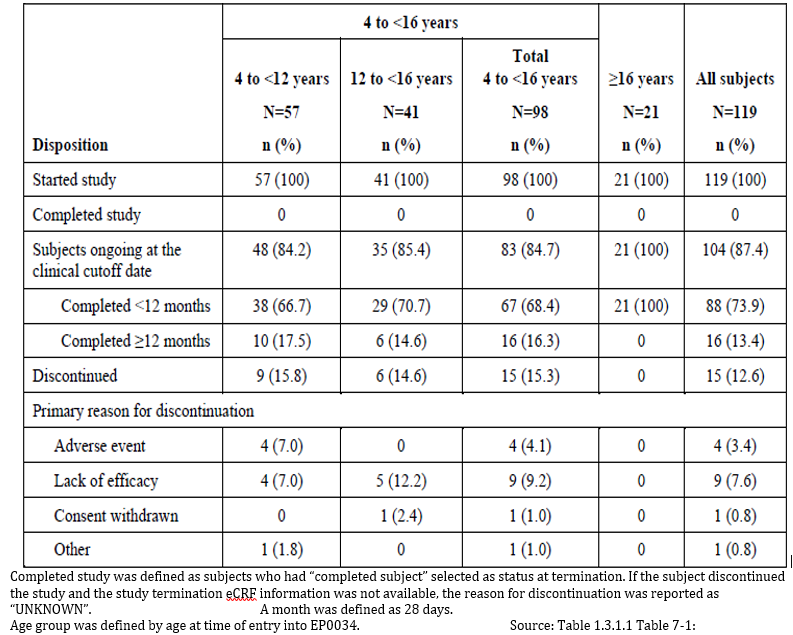 4 to <16 years
Total
4 to <12 years 12 to <16 years 4 to <16 years ≥16 years All subjects
N=57 N=41 N=98 N=21 N=119
Disposition n (%) n (%) n (%) n (%) n (%)
Started study 57 (100) 41 (100) 98 (100) 21 (100) 119 (100)
Completed study 0 0 0 0 0
Subjects ongoing at the 48 (84.2) 35 (85.4) 83 (84.7) 21 (100) 104 (87.4)
clinical cutoff date
Completed <12 months 38 (66.7) 29 (70.7) 67 (68.4) 21 (100) 88 (73.9)
Completed ≥12 months 10 (17.5) 6 (14.6) 16 (16.3) 0 16 (13.4)
Discontinued 9 (15.8) 6 (14.6) 15 (15.3) 0 15 (12.6)
Primary reason for discontinuation
Adverse event 4 (7.0) 0 4 (4.1) 0 4 (3.4)
Lack of efficacy 4 (7.0) 5 (12.2) 9 (9.2) 0 9 (7.6)
Consent withdrawn 0 1 (2.4) 1 (1.0) 0 1 (0.8)
Other 1 (1.8) 0 1 (1.0) 0 1 (0.8)
Completed study was defined as subjects who had “completed subject” selected as status at termination. If the subject discontinued
the study and the study termination eCRF information was not available, the reason for discontinuation was reported as
“UNKNOWN”. A month was defined as 28 days.
Age group was defined by age at time of entry into EP0034. Source: Table 1.3.1.1 Table 7-1: